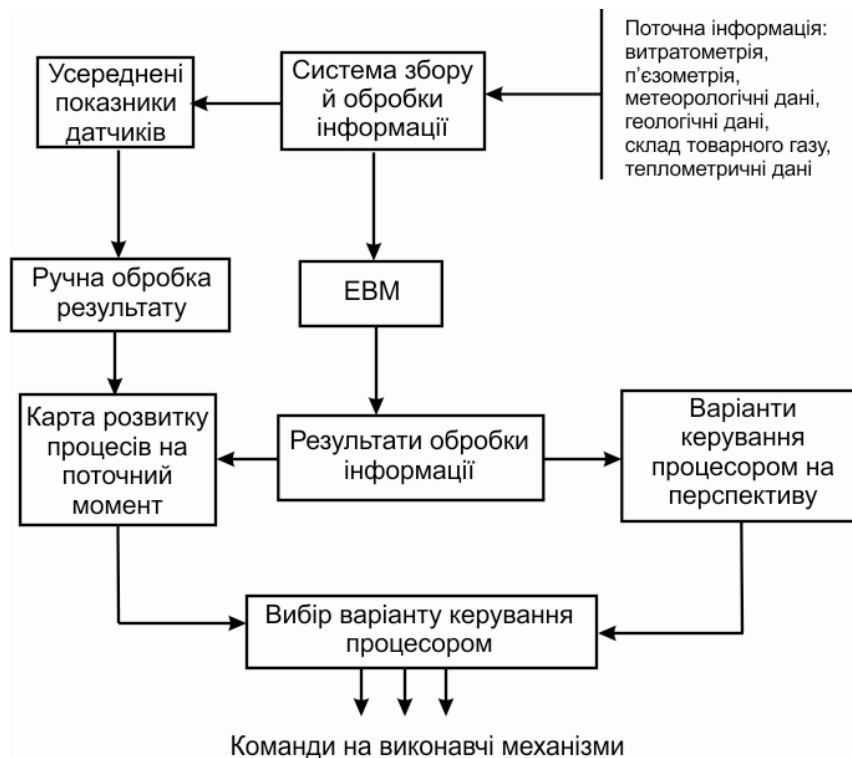 Поточна інформація:
витратометрія,
п’єзометрія,
метеорологічні дані,
геологічні дані,
склад товарного газу,
теплометричні дані
Усереднені
показники
датчиків
Система збору
й обробки
інформації
Ручна обробка
результату
ЕВМ
Карта розвитку
процесів на
поточний
момент
Результати обробки
інформації
Варіанти
керування
процесором на
перспективу
Вибір варіанту керування
процесором
Команди на виконавчі механізми